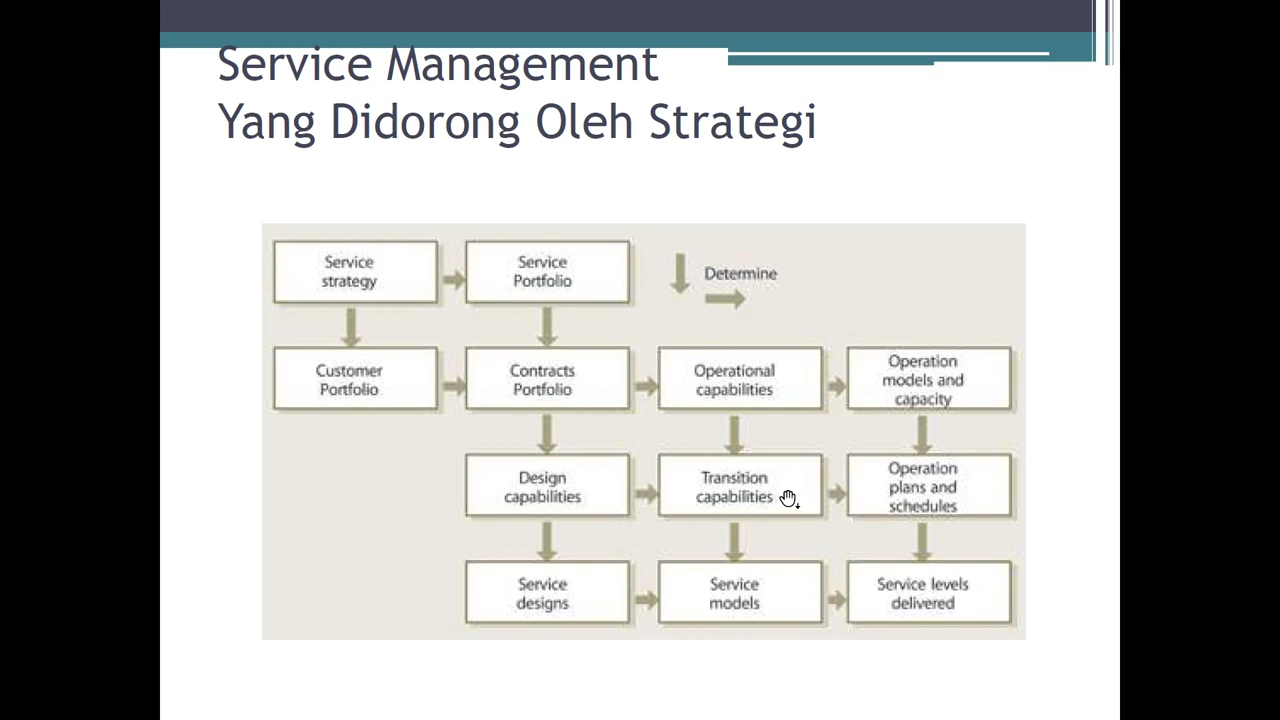 Service Management
Yang Didorong Oleh Strategi
Service
strategy
Service
Portfolio
Determine
Customer
Portfolio
Contracts
Portfolio
Operational
capabilities
Operation
models and
capacity
Design
capabilities
Transition
capabilities
Operation
plans and
schedules
Service
designs
Service
models
Service levels
delivered